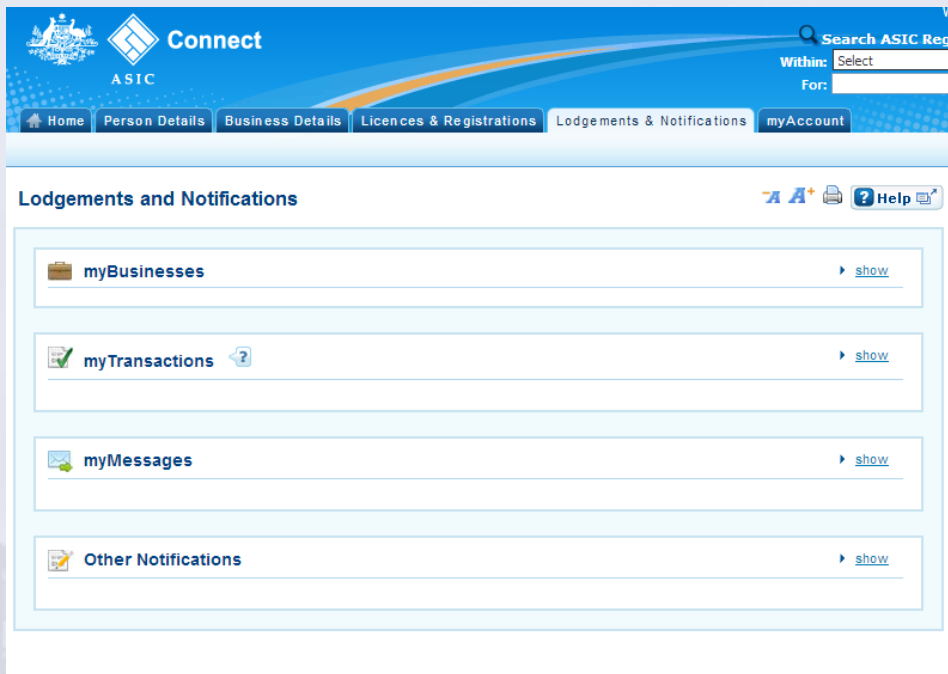 Connect
ASIC
Search ASIC Reg
Within: Select
For:
Home Person Details Business Details Licences & Registrations Lodgements & Notifications myAccount
Lodgements and Notifications
-A A+ ? Help
myBusinesses show
myTransactions ? show
myMessages show
Other Notifications show